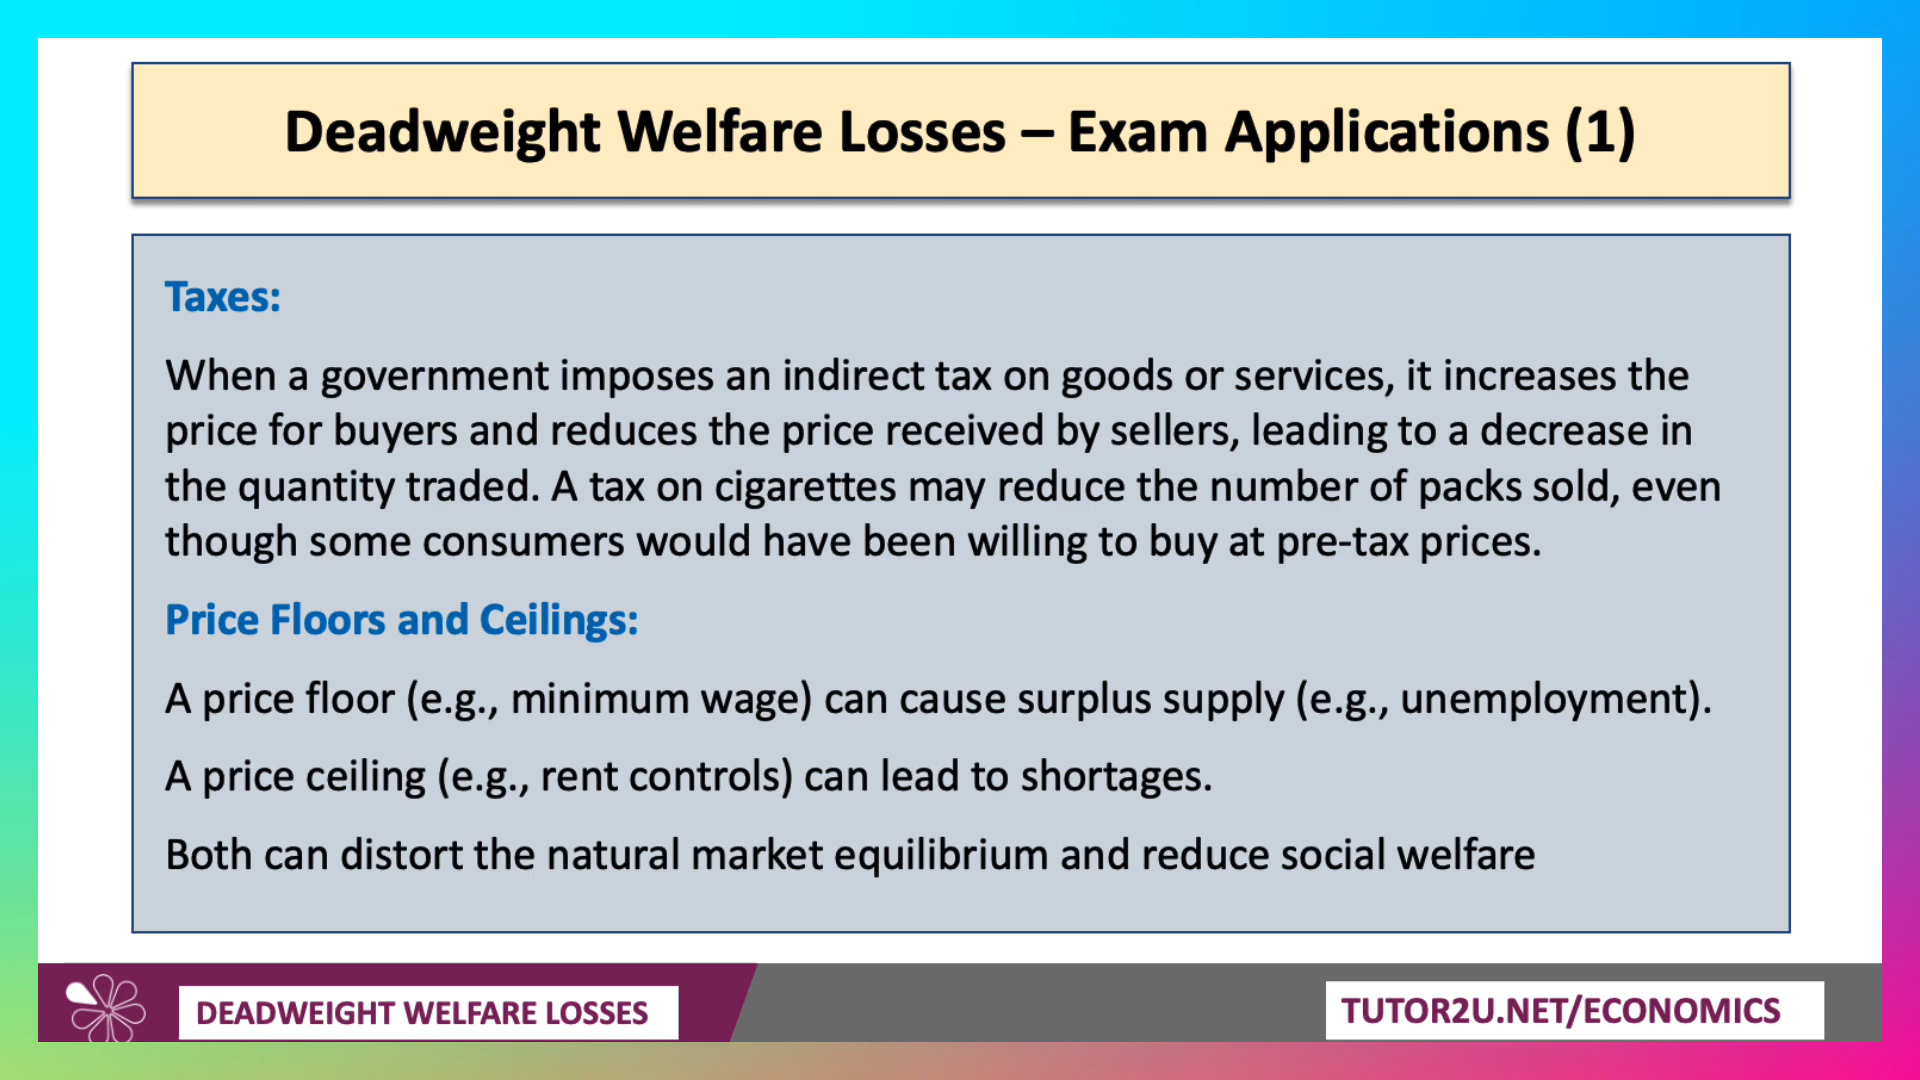 Deadweight Welfare Losses – Exam Applications (1)
Taxes:
When a government imposes an indirect tax on goods or services, it increases the
price for buyers and reduces the price received by sellers, leading to a decrease in
the quantity traded. A tax on cigarettes may reduce the number of packs sold, even
though some consumers would have been willing to buy at pre-tax prices.
Price Floors and Ceilings:
A price floor (e.g., minimum wage) can cause surplus supply (e.g., unemployment).
A price ceiling (e.g., rent controls) can lead to shortages.
Both can distort the natural market equilibrium and reduce social welfare
DEADWEIGHT WELFARE LOSSES
TUTOR2U.NET/ECONOMICS